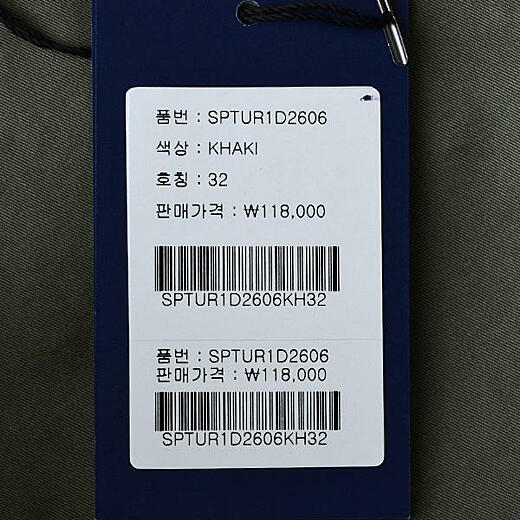 품번 : SPTUR1D2606
색상 : KHAKI
호칭 : 32
판매가격 : ₩118,000
SPTUR1D2606KH32
품번 : SPTUR1D2606
판매가격 : ₩118,000
SPTUR1D2606KH32